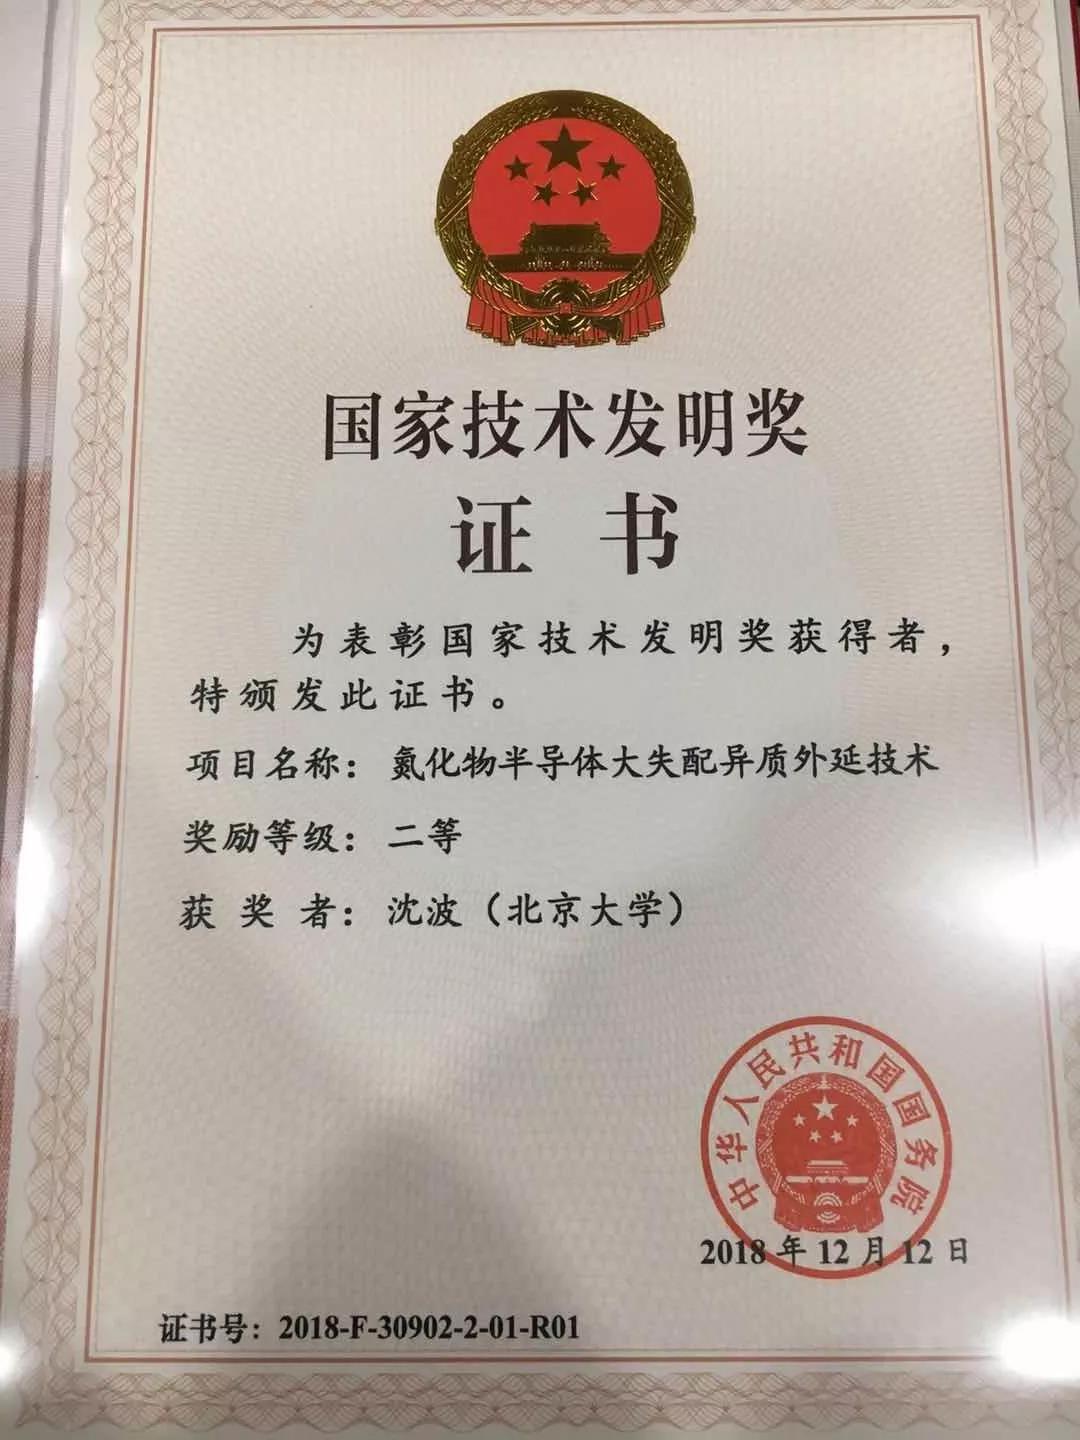 国家技术发明奖
证书
为表彰国家技术发明奖获得者，
特颁发此证书。
项目名称：氮化物半导体大失配异质外延技术
奖励等级：二等
获奖者：沈波（北京大学）
中华人民共和国国务院
2018年12月12日
证书号：2018-F-30902-2-01-R01